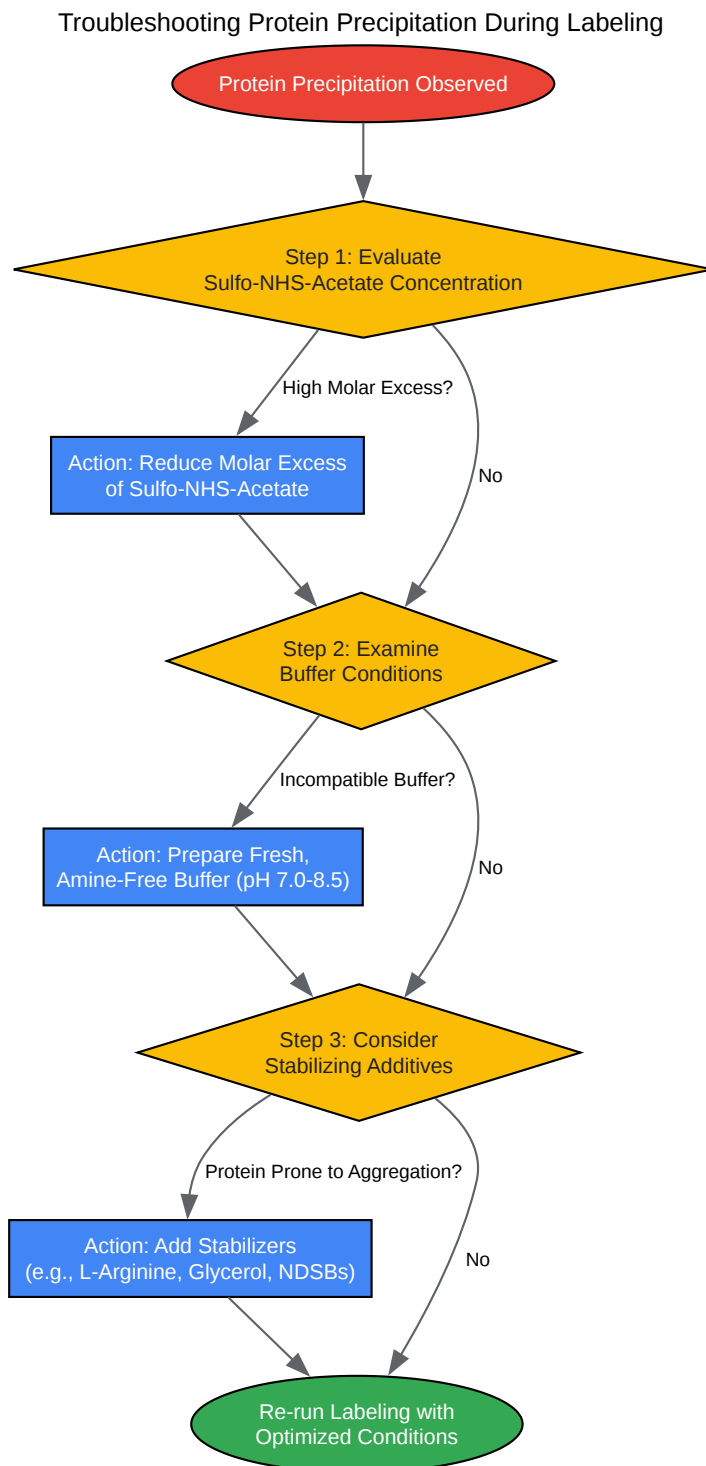 Troubleshooting Protein Precipitation During Labeling
Protein Precipitation Observed
Step 1: Evaluate
Sulfo-NHS-Acetate Concentration
High Molar Excess?
Action: Reduce Molar Excess
of Sulfo-NHS-Acetate
No
Step 2: Examine
Buffer Conditions
Incompatible Buffer?
Action: Prepare Fresh,
Amine-Free Buffer (pH 7.0-8.5)
No
Step 3: Consider
Stabilizing Additives
Protein Prone to Aggregation?
Action: Add Stabilizers
(e.g., L-Arginine, Glycerol, NDSBs)
No
Re-run Labeling with
Optimized Conditions